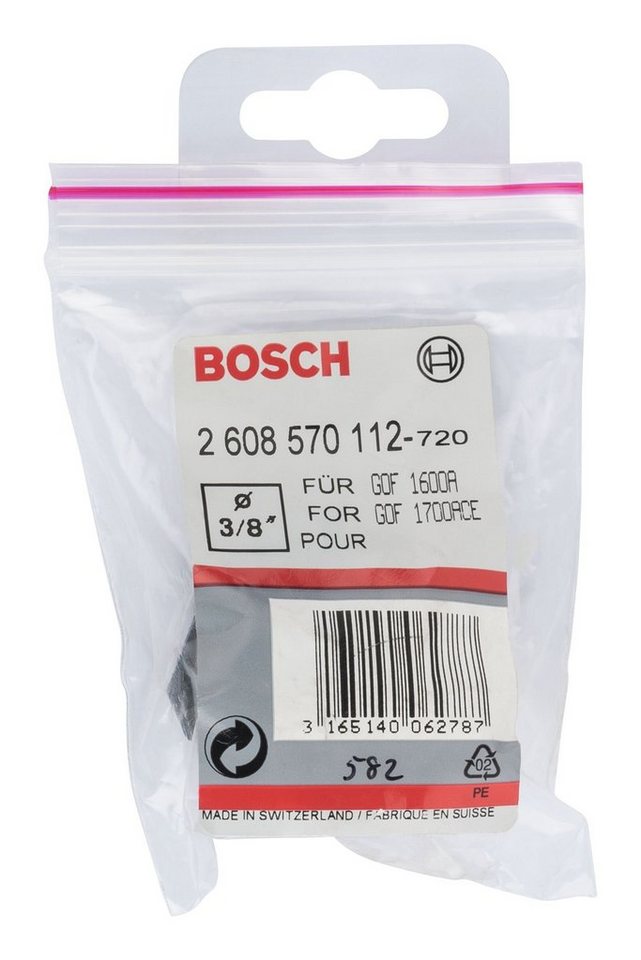 BOSCH
2 608 570 112-720
Ø
3/8"
FÜR GOF 1600A
FOR GOF 1700ACE
POUR
3 165140 062787
582
02
PE
MADE IN SWITZERLAND / FABRIQUE EN SUISSE